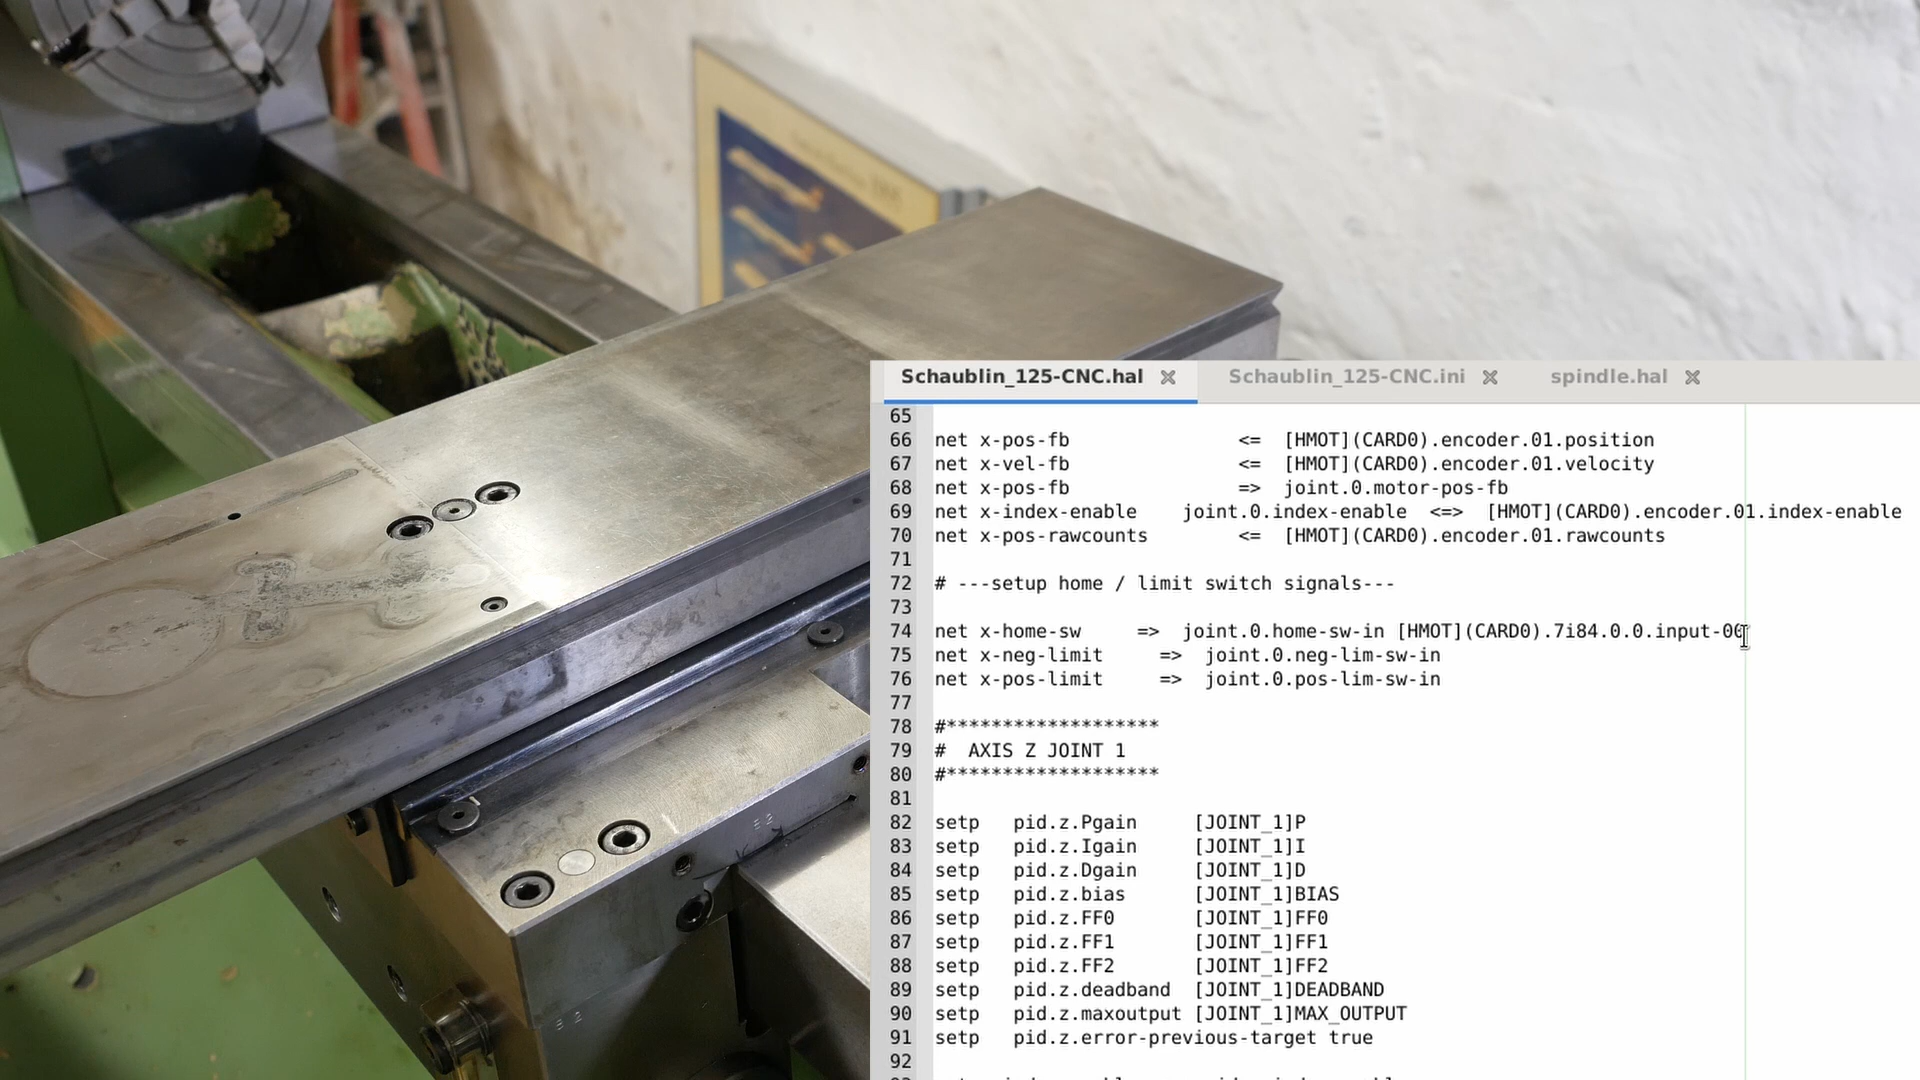 Schaublin_125-CNC.hal Schaublin_125-CNC.ini spindle.hal
65
66 net x-pos-fb <= [HMOT](CARD0).encoder.01.position
67 net x-vel-fb <= [HMOT](CARD0).encoder.01.velocity
68 net x-pos-fb => joint.0.motor-pos-fb
69 net x-index-enable joint.0.index-enable <=> [HMOT](CARD0).encoder.01.index-enable
70 net x-pos-rawcounts <= [HMOT](CARD0).encoder.01.rawcounts
71
72 # ---setup home / limit switch signals---
73
74 net x-home-sw => joint.0.home-sw-in [HMOT](CARD0).7i84.0.0.input-00
75 net x-neg-limit => joint.0.neg-lim-sw-in
76 net x-pos-limit => joint.0.pos-lim-sw-in
77
78 #*******************
79 # AXIS Z JOINT 1
80 #*******************
81
82 setp pid.z.Pgain [JOINT_1]P
83 setp pid.z.Igain [JOINT_1]I
84 setp pid.z.Dgain [JOINT_1]D
85 setp pid.z.bias [JOINT_1]BIAS
86 setp pid.z.FF0 [JOINT_1]FF0
87 setp pid.z.FF1 [JOINT_1]FF1
88 setp pid.z.FF2 [JOINT_1]FF2
89 setp pid.z.deadband [JOINT_1]DEADBAND
90 setp pid.z.maxoutput [JOINT_1]MAX_OUTPUT
91 setp pid.z.error-previous-target true
92